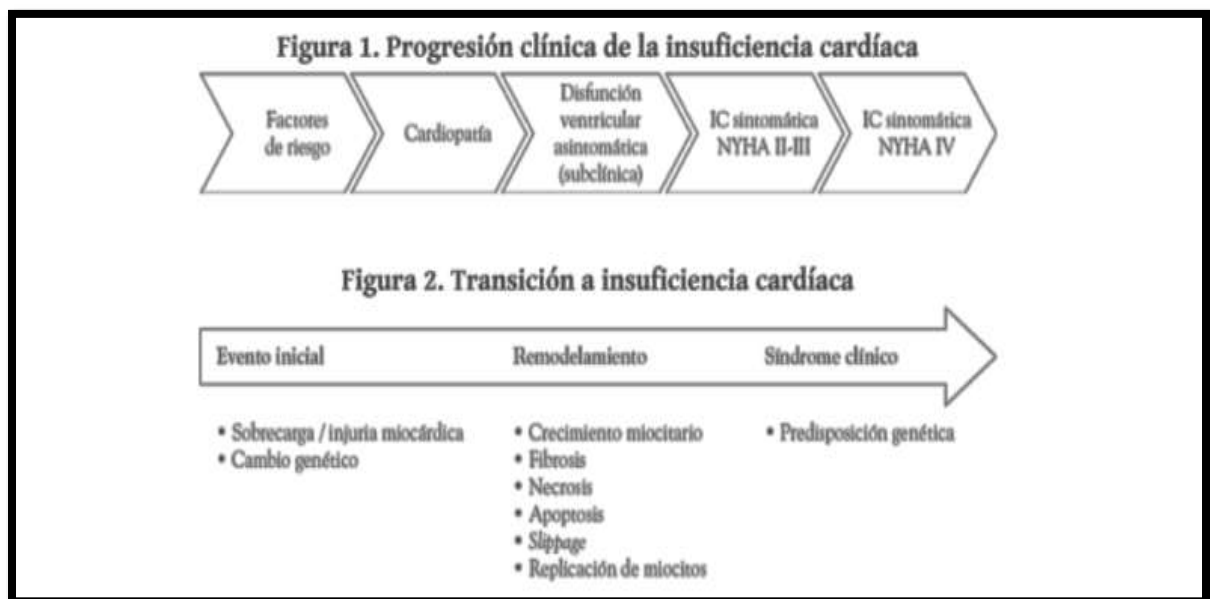 Figura 1. Progresión clínica de la insuficiencia cardíaca
Factores
de riesgo
Cardiopatía
Disfunción
ventricular
asintomática
(subclínica)
IC sintomática
NYHA II-III
IC sintomática
NYHA IV
Figura 2. Transición a insuficiencia cardíaca
Evento inicial
Remodelamiento
Síndrome clínico
• Sobrecarga / injuria miocárdica
• Cambio genético
• Crecimiento miocitario
• Fibrosis
• Necrosis
• Apoptosis
• Slippage
• Replicación de miocitos
• Predisposición genética